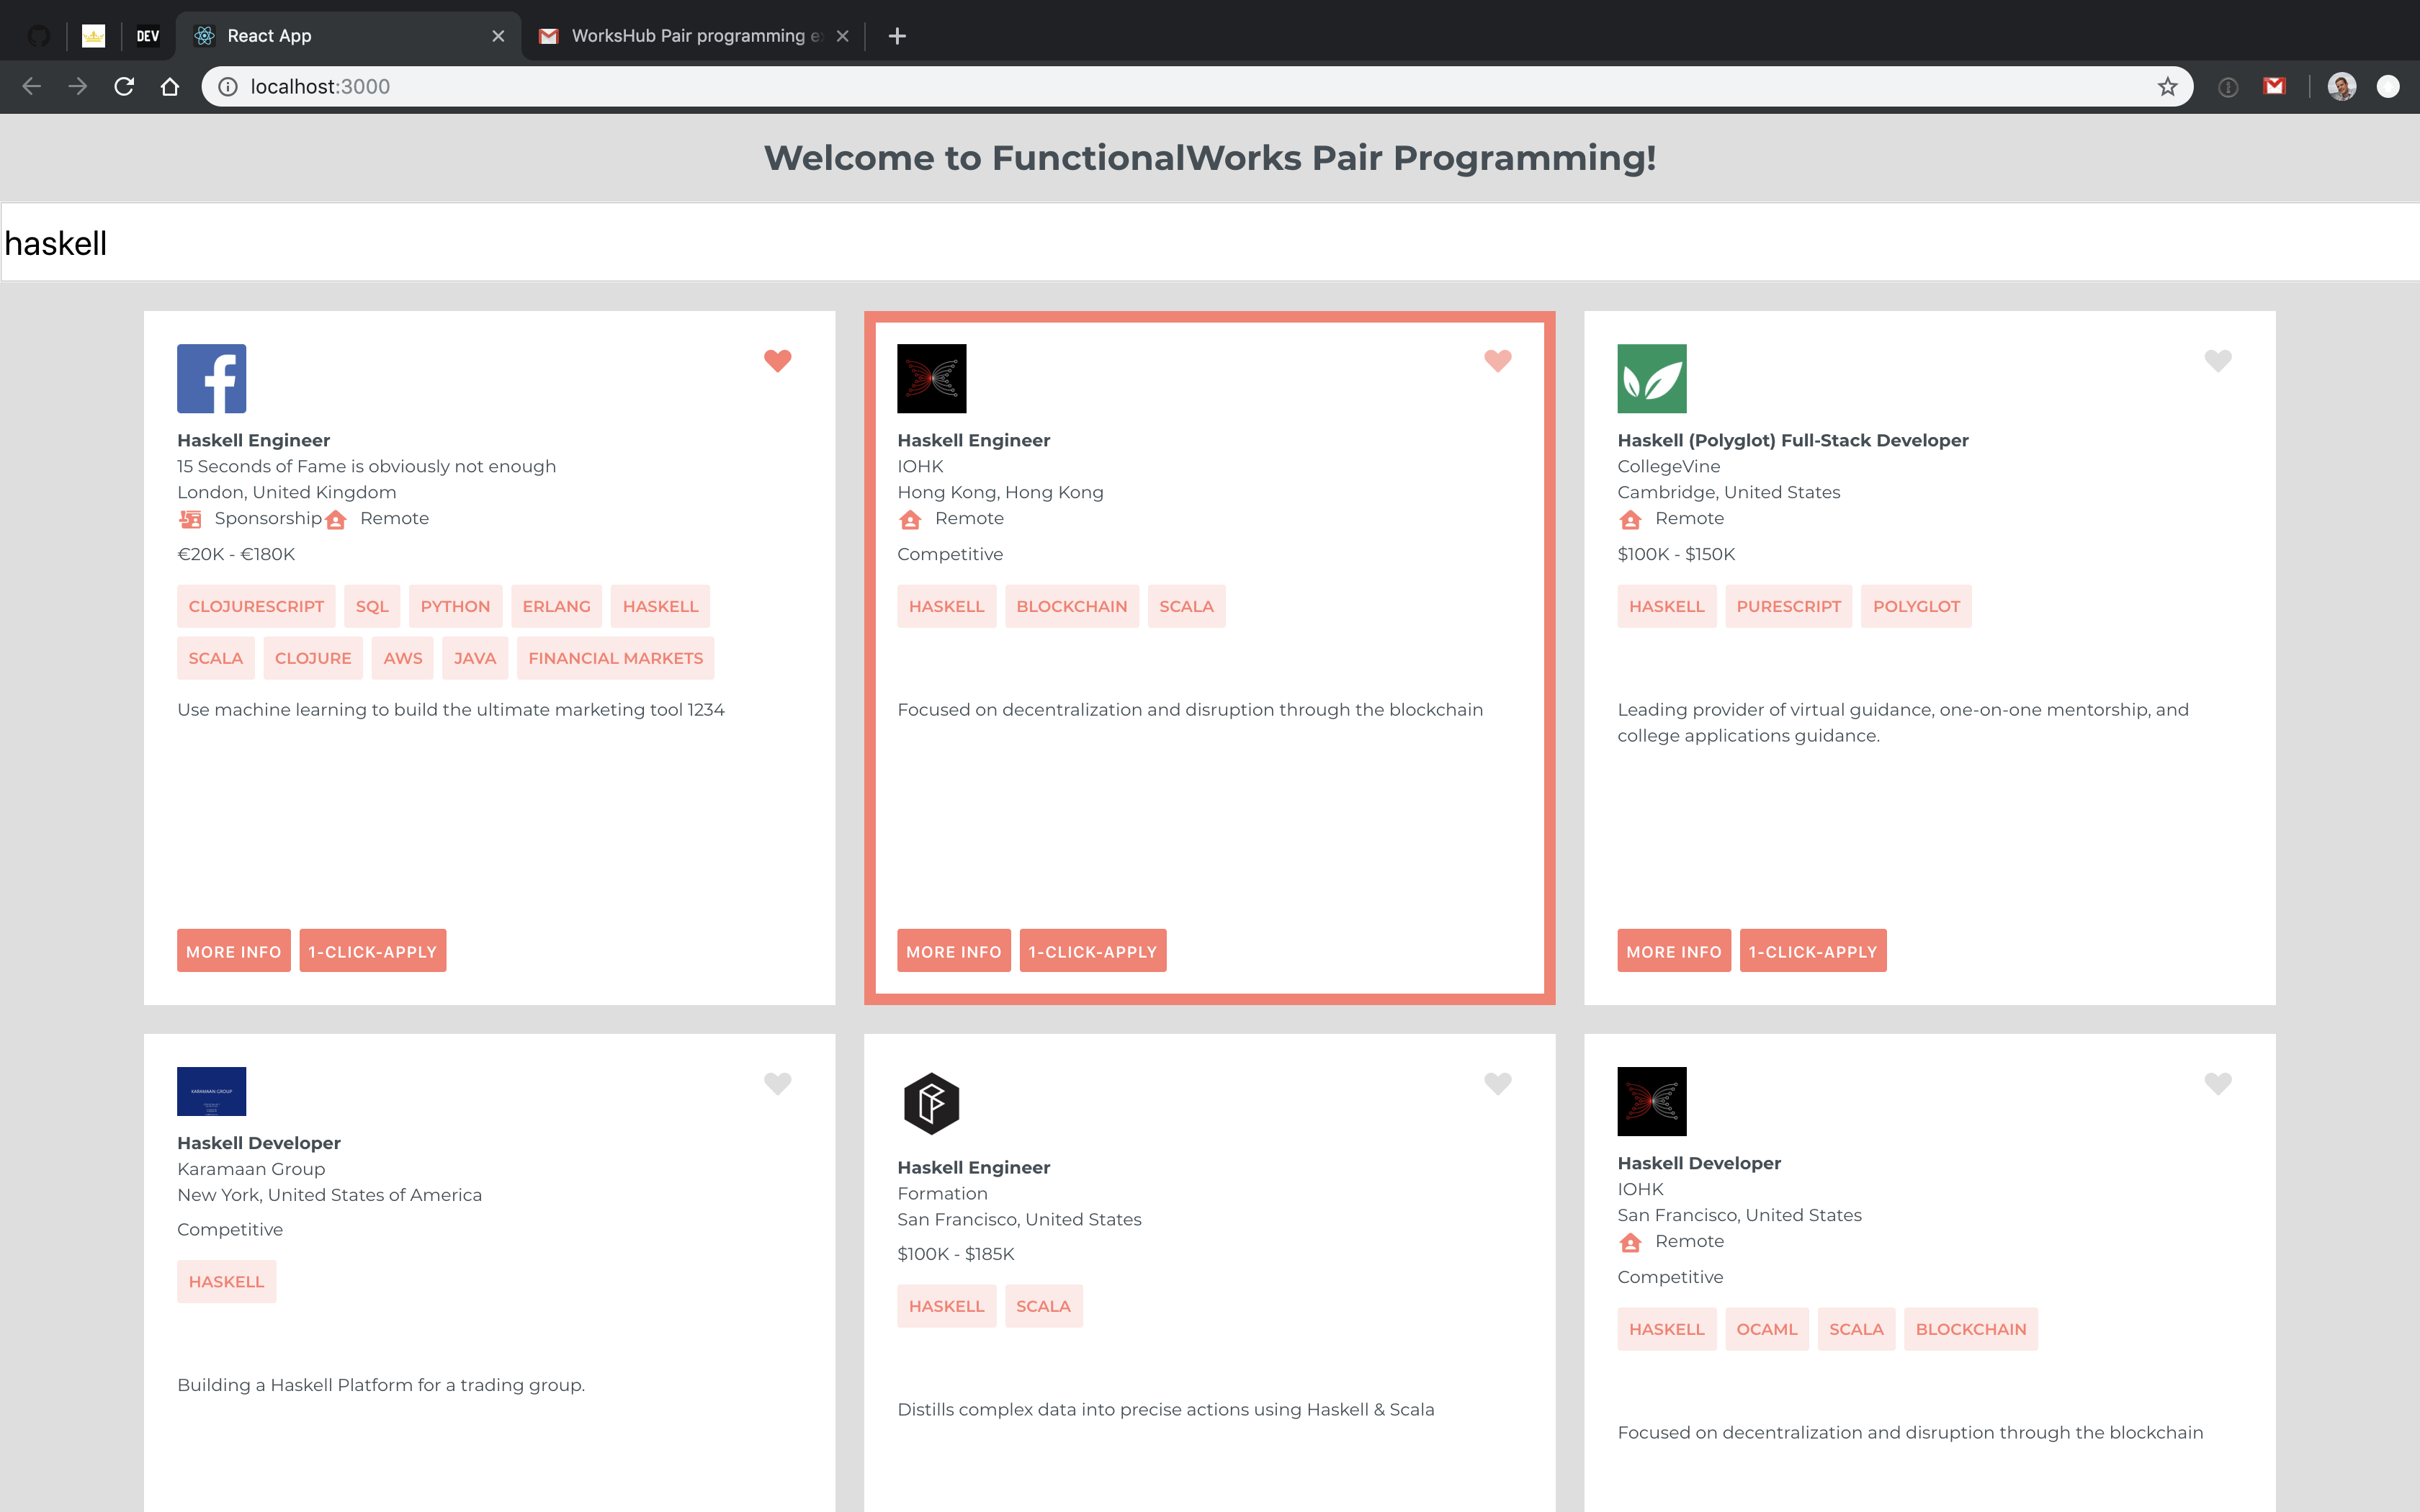 DEV
React App
WorksHub Pair programming e
localhost:3000
Welcome to FunctionalWorks Pair Programming!
haskell
Haskell Engineer
15 Seconds of Fame is obviously not enough
London, United Kingdom
Sponsorship Remote
€20K - €180K
CLOJURESCRIPT SQL PYTHON ERLANG HASKELL
SCALA CLOJURE AWS JAVA FINANCIAL MARKETS
Use machine learning to build the ultimate marketing tool 1234
MORE INFO 1-CLICK-APPLY
Haskell Engineer
IOHK
Hong Kong, Hong Kong
Remote
Competitive
HASKELL BLOCKCHAIN SCALA
Focused on decentralization and disruption through the blockchain
MORE INFO 1-CLICK-APPLY
Haskell (Polyglot) Full-Stack Developer
CollegeVine
Cambridge, United States
Remote
$100K - $150K
HASKELL PURESCRIPT POLYGLOT
Leading provider of virtual guidance, one-on-one mentorship, and
college applications guidance.
MORE INFO 1-CLICK-APPLY
KARAMAAN GROUP
Haskell Developer
Karamaan Group
New York, United States of America
Competitive
HASKELL
Building a Haskell Platform for a trading group.
Haskell Engineer
Formation
San Francisco, United States
$100K - $185K
HASKELL SCALA
Distills complex data into precise actions using Haskell & Scala
Haskell Developer
IOHK
San Francisco, United States
Remote
Competitive
HASKELL OCAML SCALA BLOCKCHAIN
Focused on decentralization and disruption through the blockchain